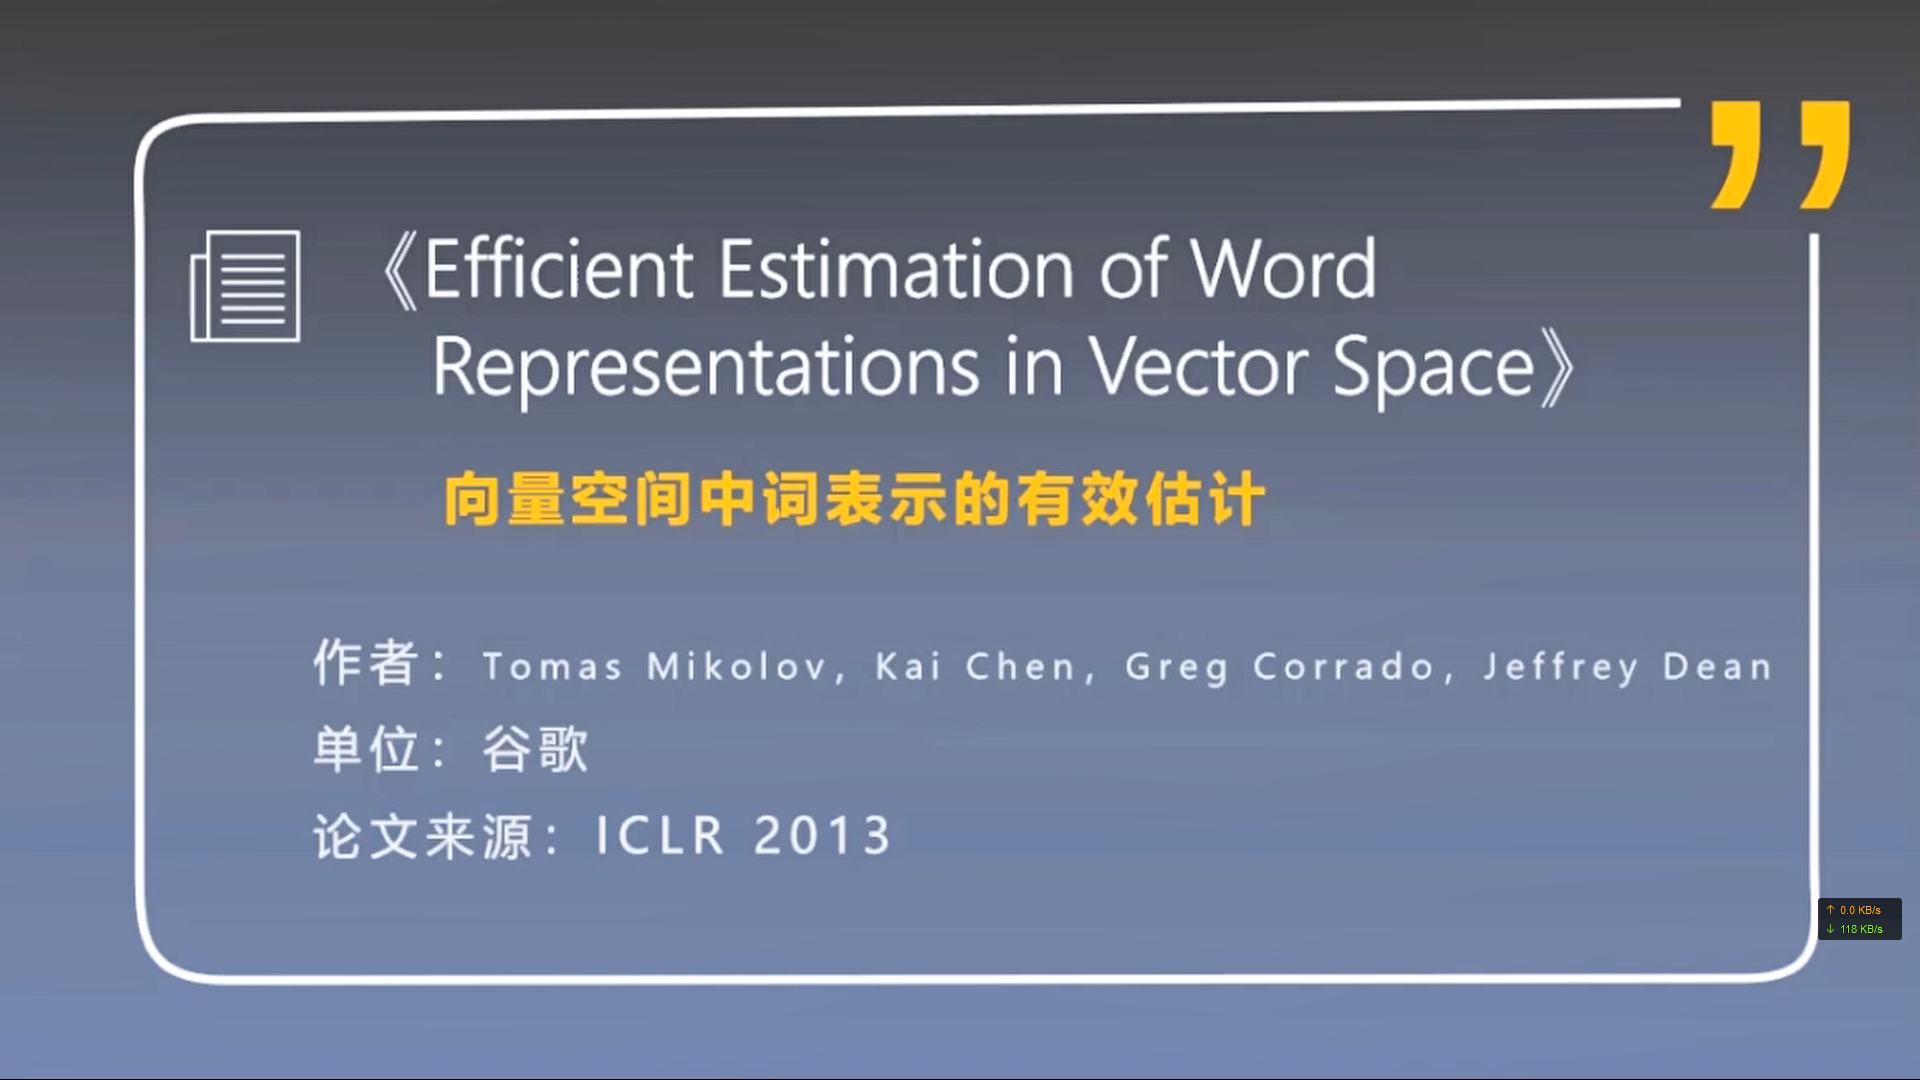 《Efficient Estimation of Word
Representations in Vector Space》
向量空间中词表示的有效估计
作者：Tomas Mikolov, Kai Chen, Greg Corrado, Jeffrey Dean
单位：谷歌
论文来源：ICLR 2013
↑ 0.0 KB/s
↓ 118 KB/s